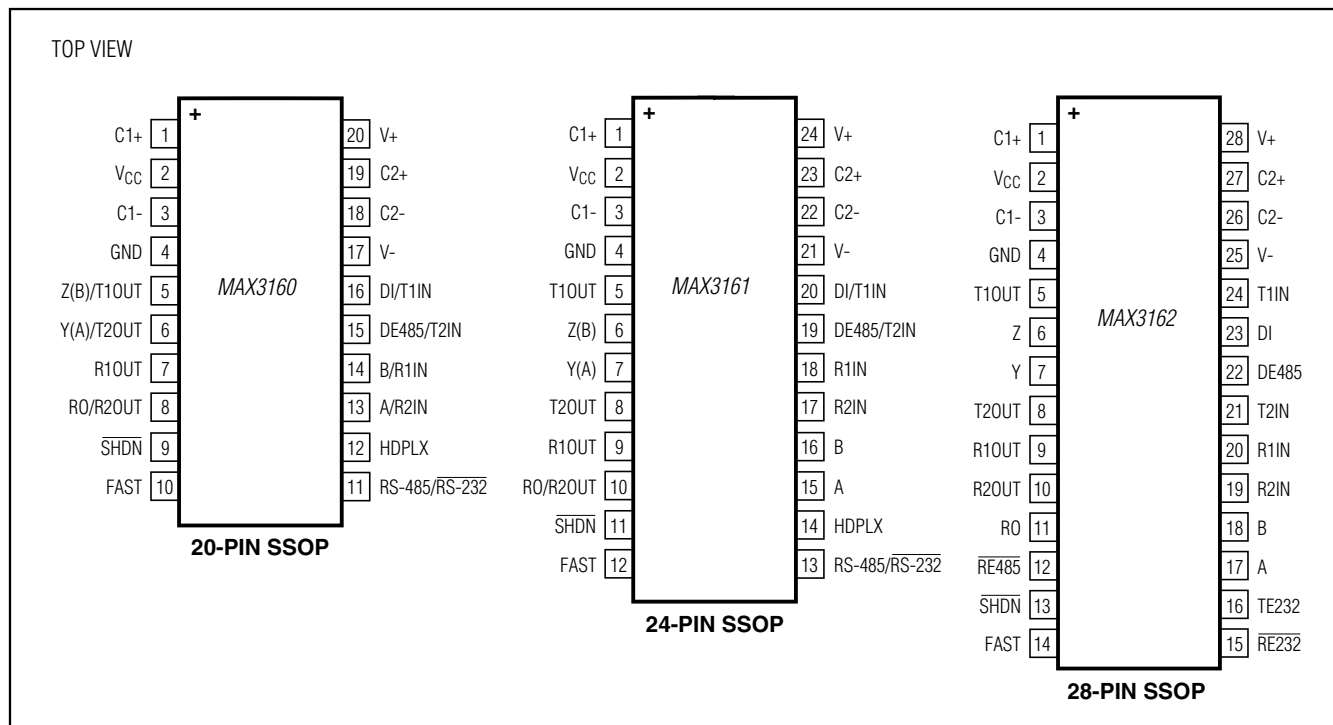 TOP VIEW
+
C1+ 1 20 V+
VCC 2 19 C2+
C1- 3 18 C2-
GND 4 17 V-
Z(B)/T1OUT 5 16 DI/T1IN
Y(A)/T2OUT 6 15 DE485/T2IN
R1OUT 7 14 B/R1IN
RO/R2OUT 8 13 A/R2IN
SHDN 9 12 HDPLX
FAST 10 11 RS-485/RS-232
MAX3160
20-PIN SSOP
+
C1+ 1 24 V+
VCC 2 23 C2+
C1- 3 22 C2-
GND 4 21 V-
T1OUT 5 20 DI/T1IN
Z(B) 6 19 DE485/T2IN
Y(A) 7 18 R1IN
T2OUT 8 17 R2IN
R1OUT 9 16 B
RO/R2OUT 10 15 A
SHDN 11 14 HDPLX
FAST 12 13 RS-485/RS-232
MAX3161
24-PIN SSOP
+
C1+ 1 28 V+
VCC 2 27 C2+
C1- 3 26 C2-
GND 4 25 V-
T1OUT 5 24 T1IN
Z 6 23 DI
Y 7 22 DE485
T2OUT 8 21 T2IN
R1OUT 9 20 R1IN
R2OUT 10 19 R2IN
RO 11 18 B
RE485 12 17 A
SHDN 13 16 TE232
FAST 14 15 RE232
MAX3162
28-PIN SSOP